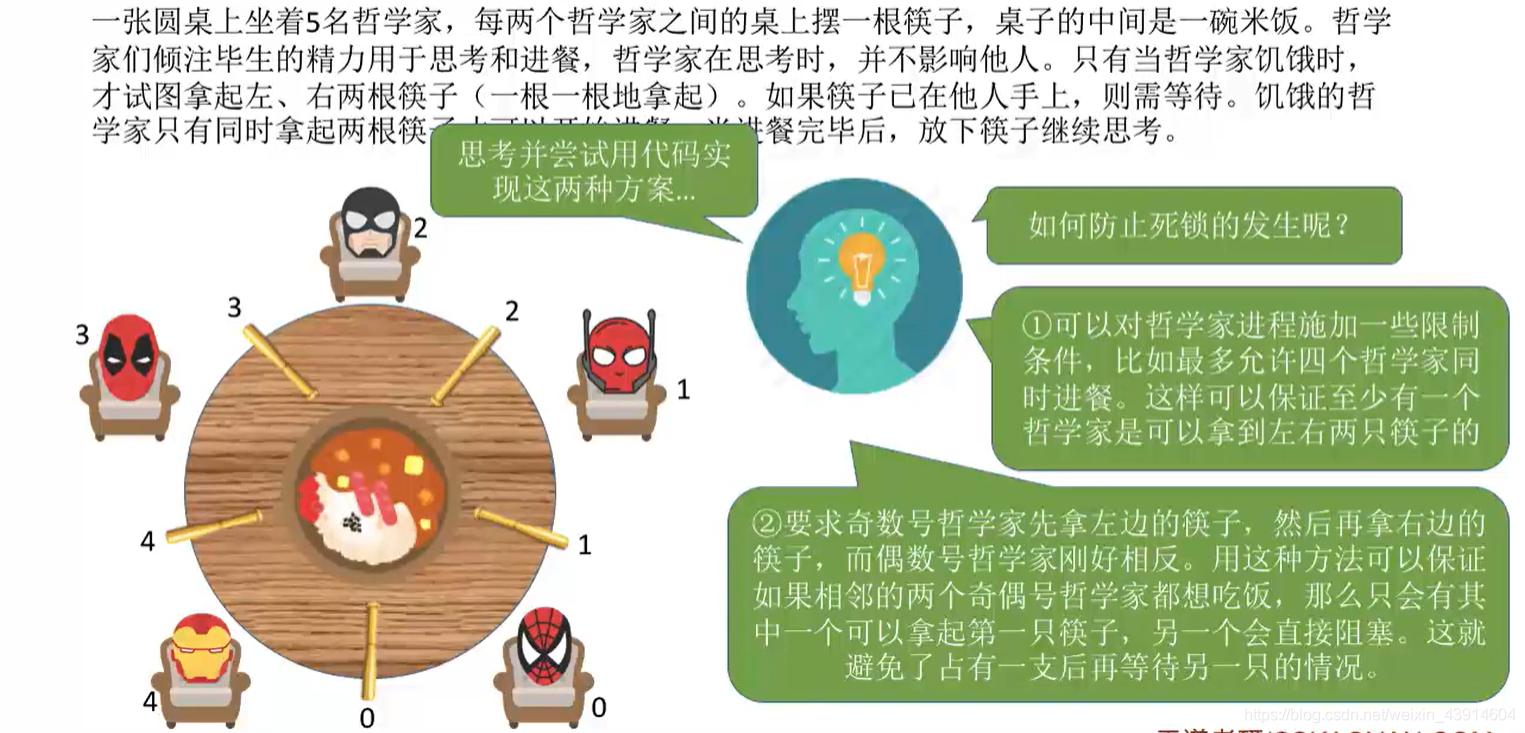 一张圆桌上坐着5名哲学家，每两个哲学家之间的桌上摆一根筷子，桌子的中间是一碗米饭。哲学
家们倾注毕生的精力用于思考和进餐，哲学家在思考时，并不影响他人。只有当哲学家饥饿时，
才试图拿起左、右两根筷子（一根一根地拿起）。如果筷子已在他人手上，则需等待。饥饿的哲
学家只有同时拿起两根筷 进餐完毕后，放下筷子继续思考。
思考并尝试用代码实
现这两种方案...
如何防止死锁的发生呢？
①可以对哲学家进程施加一些限制
条件，比如最多允许四个哲学家同
时进餐。这样可以保证至少有一个
哲学家是可以拿到左右两只筷子的
②要求奇数号哲学家先拿左边的筷子，然后再拿右边的
筷子，而偶数号哲学家刚好相反。用这种方法可以保证
如果相邻的两个奇偶号哲学家都想吃饭，那么只会有其
中一个可以拿起第一只筷子，另一个会直接阻塞。这就
避免了占有一支后再等待另一只的情况。
2
3
2
3
1
4
1
4
0
0
https://blog.csdn.net/weixin_43914604